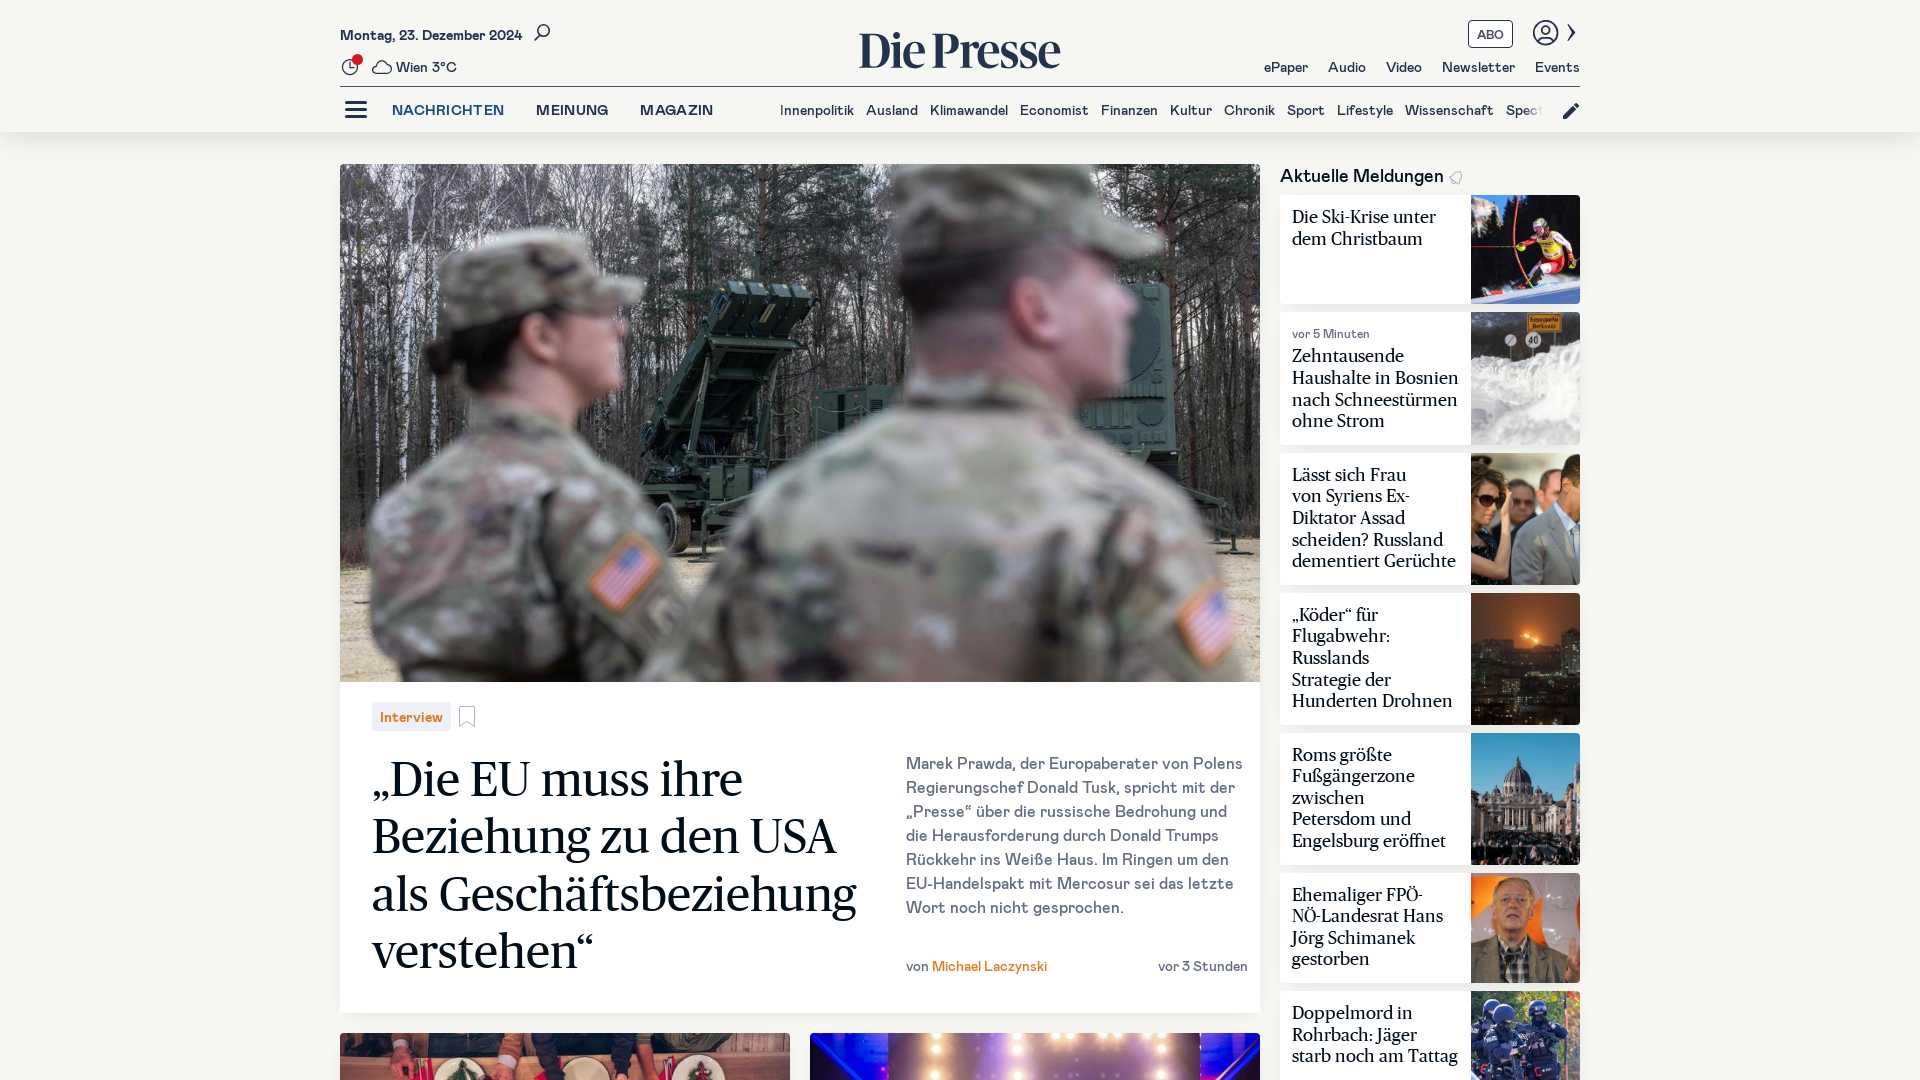 Montag, 23. Dezember 2024
Wien 3°C
Die Presse
ABO
ePaper Audio Video Newsletter Events
NACHRICHTEN MEINUNG MAGAZIN
Innenpolitik Ausland Klimawandel Economist Finanzen Kultur Chronik Sport Lifestyle Wissenschaft Spect
Interview
„Die EU muss ihre
Beziehung zu den USA
als Geschäftsbeziehung
verstehen“
Marek Prawda, der Europaberater von Polens
Regierungschef Donald Tusk, spricht mit der
„Presse“ über die russische Bedrohung und
die Herausforderung durch Donald Trumps
Rückkehr ins Weiße Haus. Im Ringen um den
EU-Handelspakt mit Mercosur sei das letzte
Wort noch nicht gesprochen.
von Michael Laczynski
vor 3 Stunden
Aktuelle Meldungen
Die Ski-Krise unter
dem Christbaum
vor 5 Minuten
Zehntausende
Haushalte in Bosnien
nach Schneestürmen
ohne Strom
40
Lässt sich Frau
von Syriens Ex-
Diktator Assad
scheiden? Russland
dementiert Gerüchte
„Köder“ für
Flugabwehr:
Russlands
Strategie der
Hunderten Drohnen
Roms größte
Fußgängerzone
zwischen
Petersdom und
Engelsburg eröffnet
Ehemaliger FPÖ-
NÖ-Landesrat Hans
Jörg Schimanek
gestorben
Doppelmord in
Rohrbach: Jäger
starb noch am Tattag